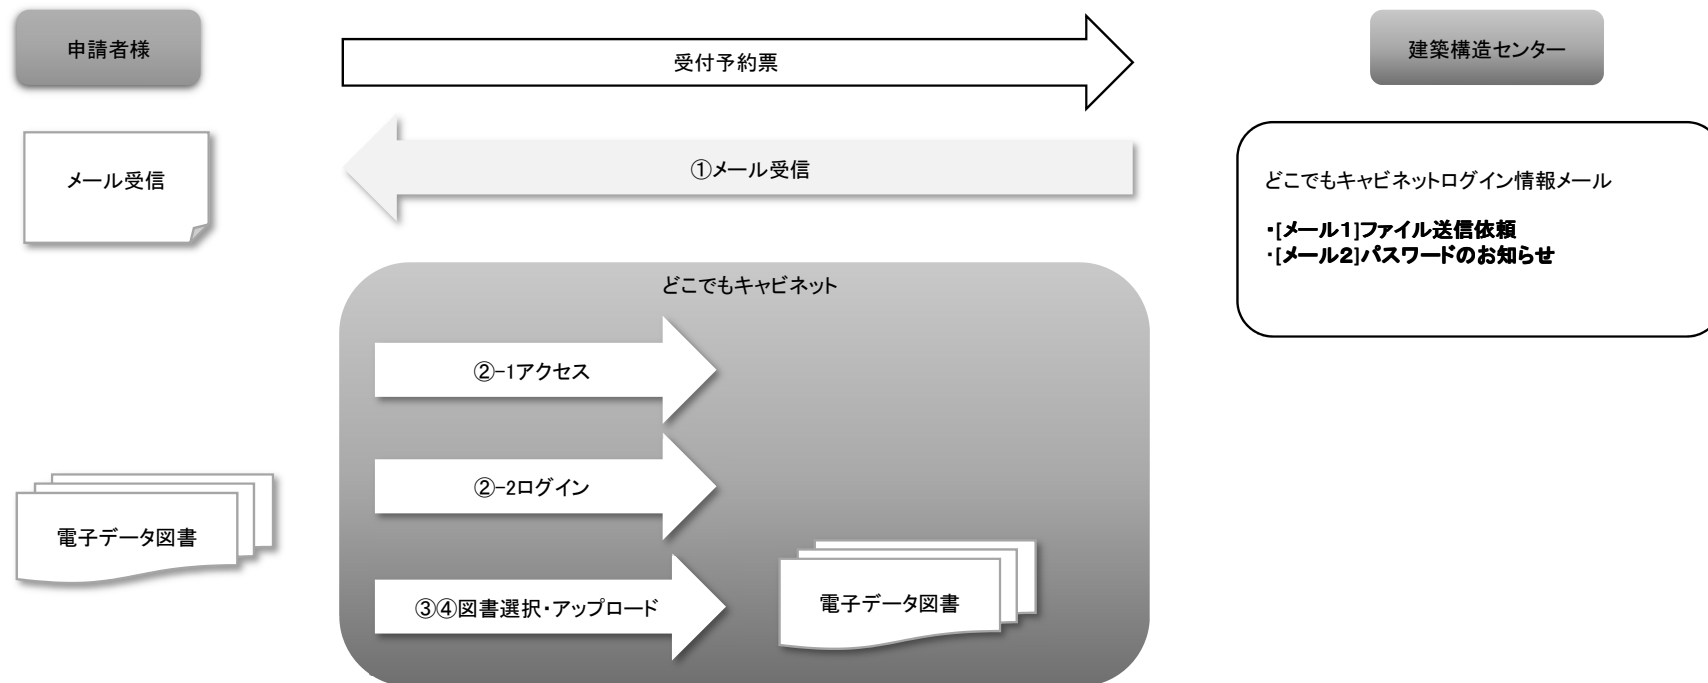 申請者様
受付予約票
建築構造センター
メール受信
①メール受信
どこでもキャビネットログイン情報メール
・[メール1]ファイル送信依頼
・[メール2]パスワードのお知らせ
どこでもキャビネット
②-1アクセス
②-2ログイン
電子データ図書
③④図書選択・アップロード
電子データ図書